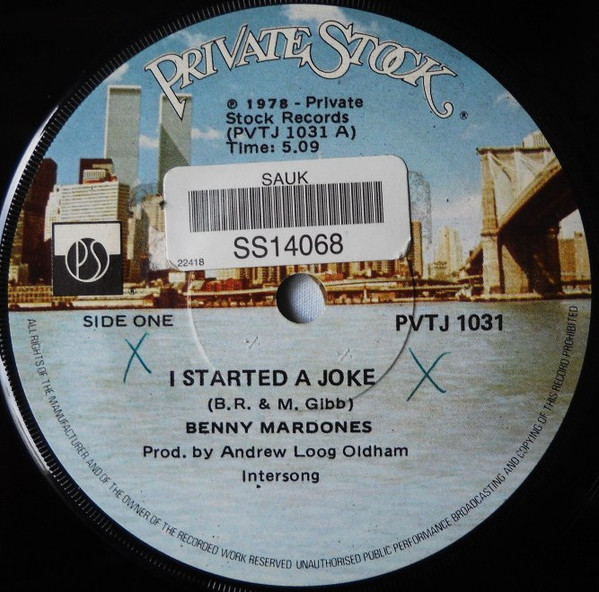 PRIVATE STOCK
®
℗ 1978 - Private
Stock Records
(PVTJ 1031 A)
Time: 5.09
SAUK
SS14068
22418
PS
®
SIDE ONE
PVTJ 1031
X
X
I STARTED A JOKE
(B.R. & M. Gibb)
BENNY MARDONES
Prod. by Andrew Loog Oldham
Intersong
ALL RIGHTS OF THE MANUFACTURER AND OF THE OWNER OF THE RECORDED WORK RESERVED UNAUTHORISED PUBLIC PERFORMANCE BROADCASTING AND COPYING OF THIS RECORD PROHIBITED